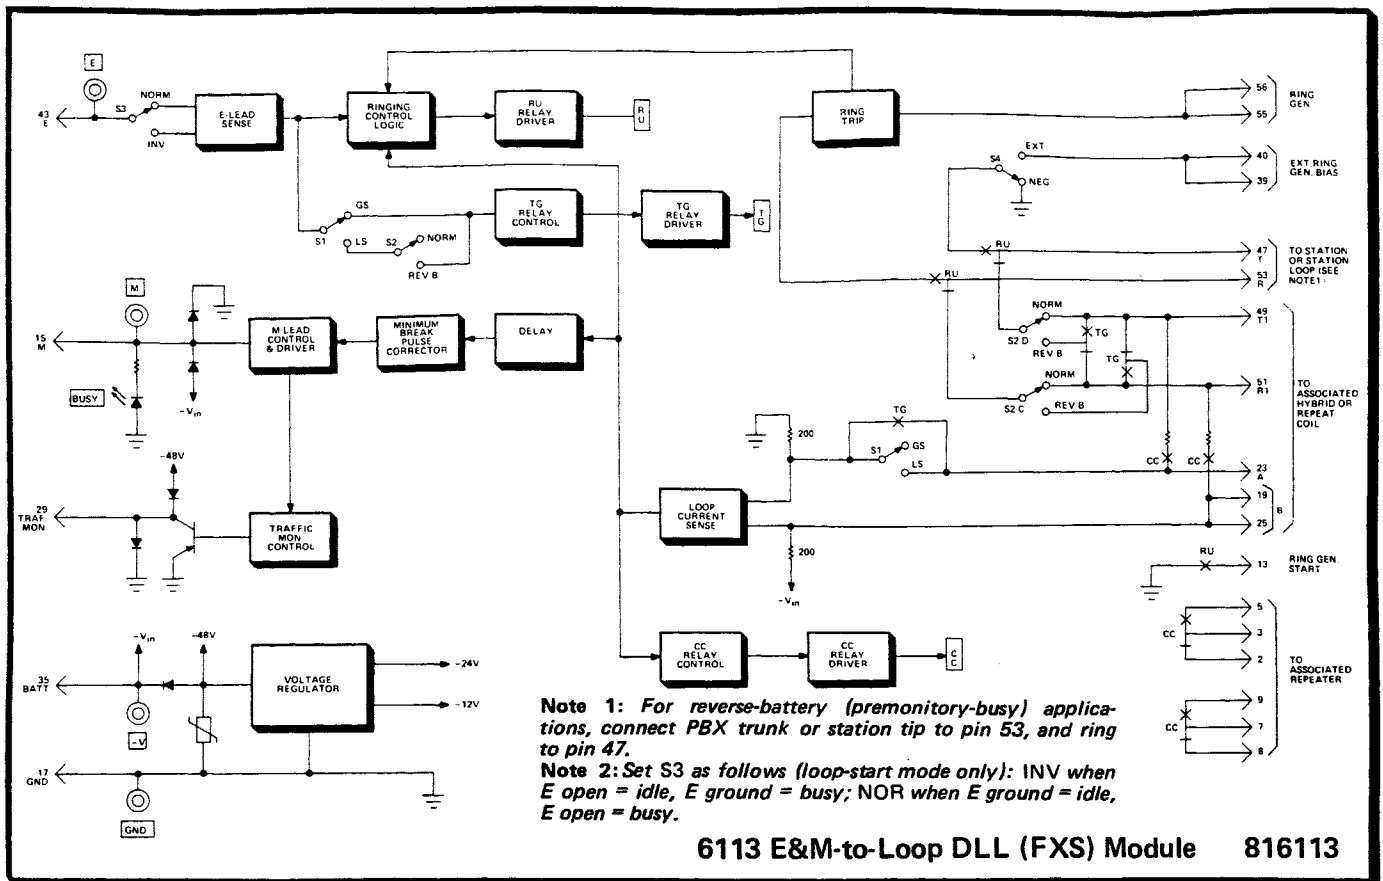 E
43
E
S3
NORM
INV
E-LEAD
SENSE
RINGING
CONTROL
LOGIC
RU
RELAY
DRIVER
R
U
RING
TRIP
56
55
RING
GEN
S4
EXT
NEG
40
39
EXT. RING
GEN. BIAS
S1
GS
LS
S2
NORM
REV B
TG
RELAY
CONTROL
TG
RELAY
DRIVER
T
G
RU
RU
47
T
53
R
TO STATION
OR STATION
LOOP (SEE
NOTE 1)
M
15
M
BUSY
-Vin
M LEAD
CONTROL
& DRIVER
MINIMUM
BREAK
PULSE
CORRECTOR
DELAY
NORM
S2 D
REV B
TG
TG
NORM
S2 C
REV B
49
T1
51
R1
TO
ASSOCIATED
HYBRID OR
REPEAT
COIL
200
TG
S1
GS
LS
CC
CC
23
A
19
25
B
-48V
29
TRAF
MON
TRAFFIC
MON
CONTROL
LOOP
CURRENT
SENSE
200
-Vin
RU
13
RING GEN.
START
CC
5
3
2
CC
9
7
8
TO
ASSOCIATED
REPEATER
CC
RELAY
CONTROL
CC
RELAY
DRIVER
C
C
-Vin
-48V
35
BATT
-V
VOLTAGE
REGULATOR
-24V
-12V
17
GND
GND
Note 1: For reverse-battery (premonitory-busy) applica-
tions, connect PBX trunk or station tip to pin 53, and ring
to pin 47.
Note 2: Set S3 as follows (loop-start mode only): INV when
E open = idle, E ground = busy; NOR when E ground = idle,
E open = busy.
6113 E&M-to-Loop DLL (FXS) Module 816113